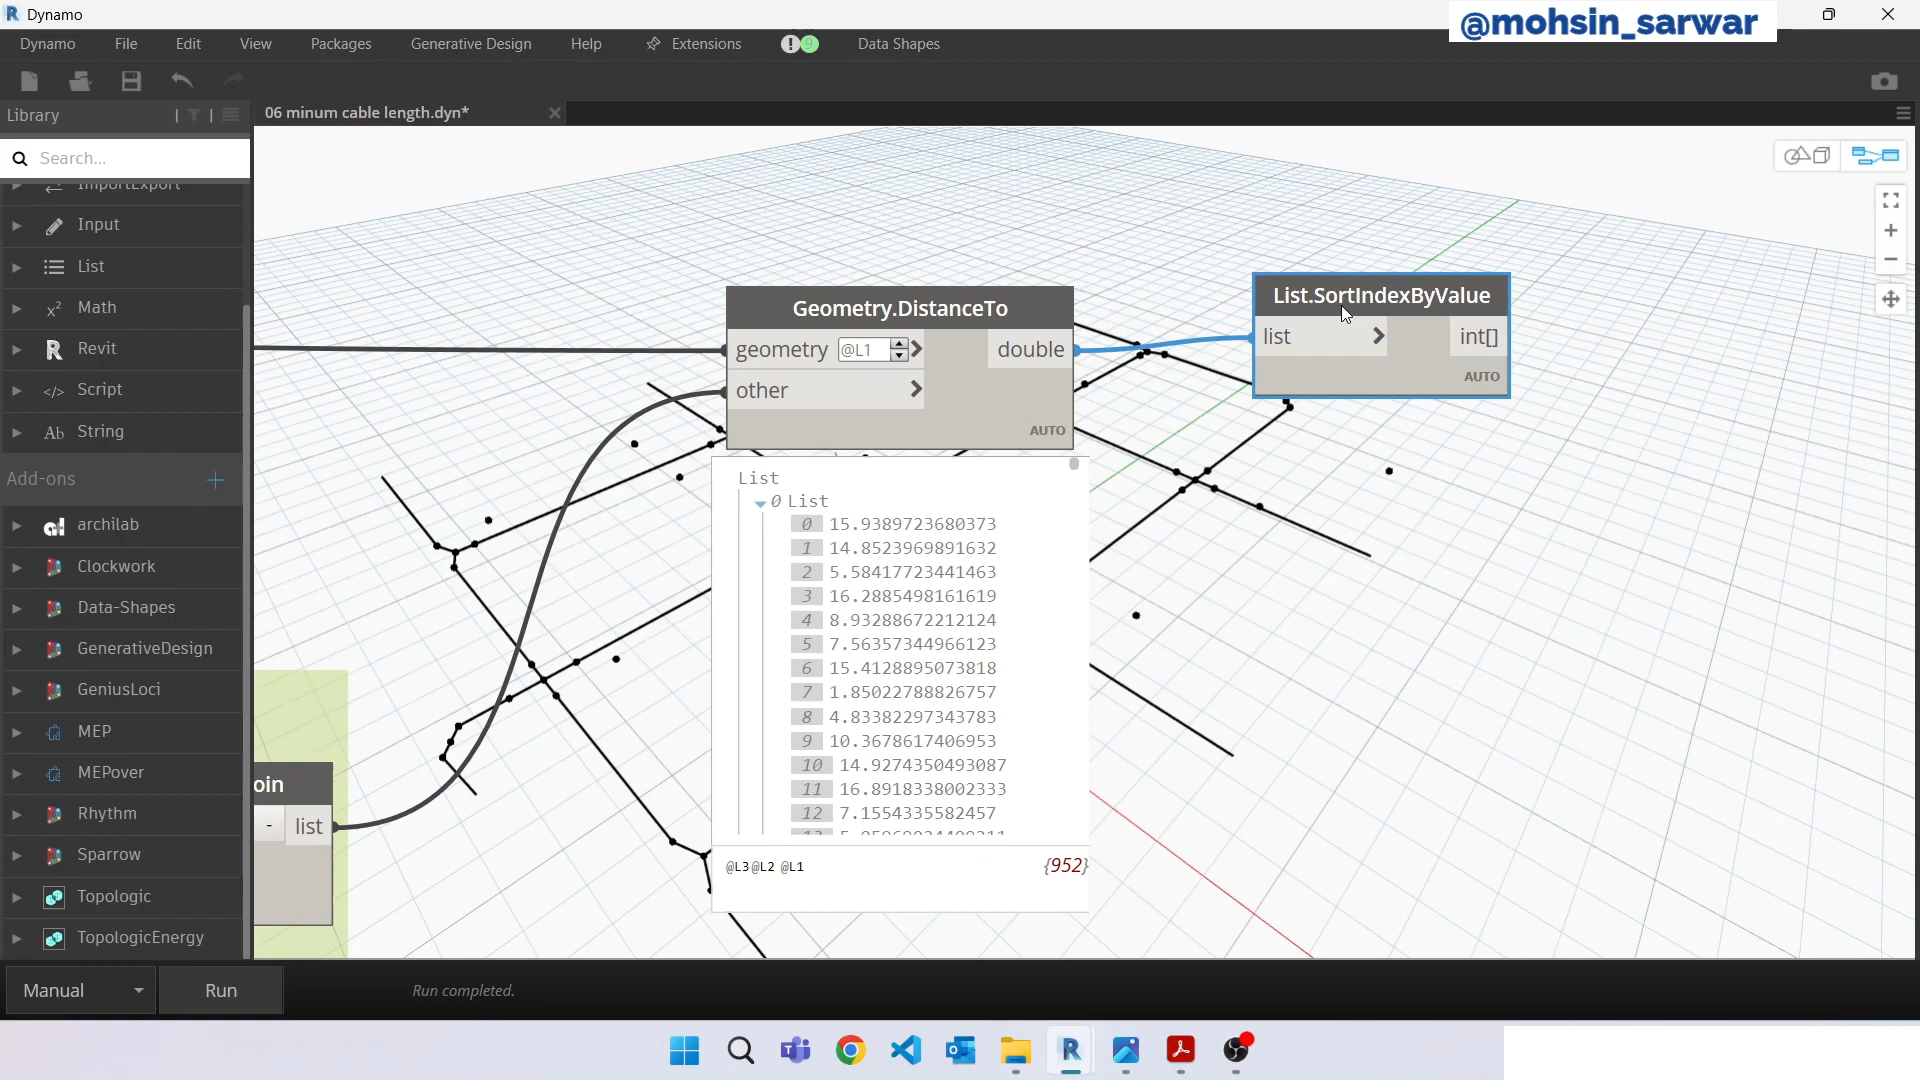 Dynamo
@mohsin_sarwar
Dynamo File Edit View Packages Generative Design Help Extensions Data Shapes
Library
06 minum cable length.dyn*
Search...
ImportExport
Input
List
Math
Revit
Script
String
Add-ons
archilab
Clockwork
Data-Shapes
GenerativeDesign
GeniusLoci
MEP
MEPover
Rhythm
Sparrow
Topologic
TopologicEnergy
Geometry.DistanceTo
geometry @L1 double
other
AUTO
List.SortIndexByValue
list int[]
AUTO
List
0 List
0 15.9389723680373
1 14.8523969891632
2 5.58417723441463
3 16.2885498161619
4 8.93288672212124
5 7.56357344966123
6 15.4128895073818
7 1.85022788826757
8 4.83382297343783
9 10.3678617406953
10 14.9274350493087
11 16.8918338002333
12 7.1554335582457
@L3 @L2 @L1 {952}
oin
- list
Manual Run Run completed.